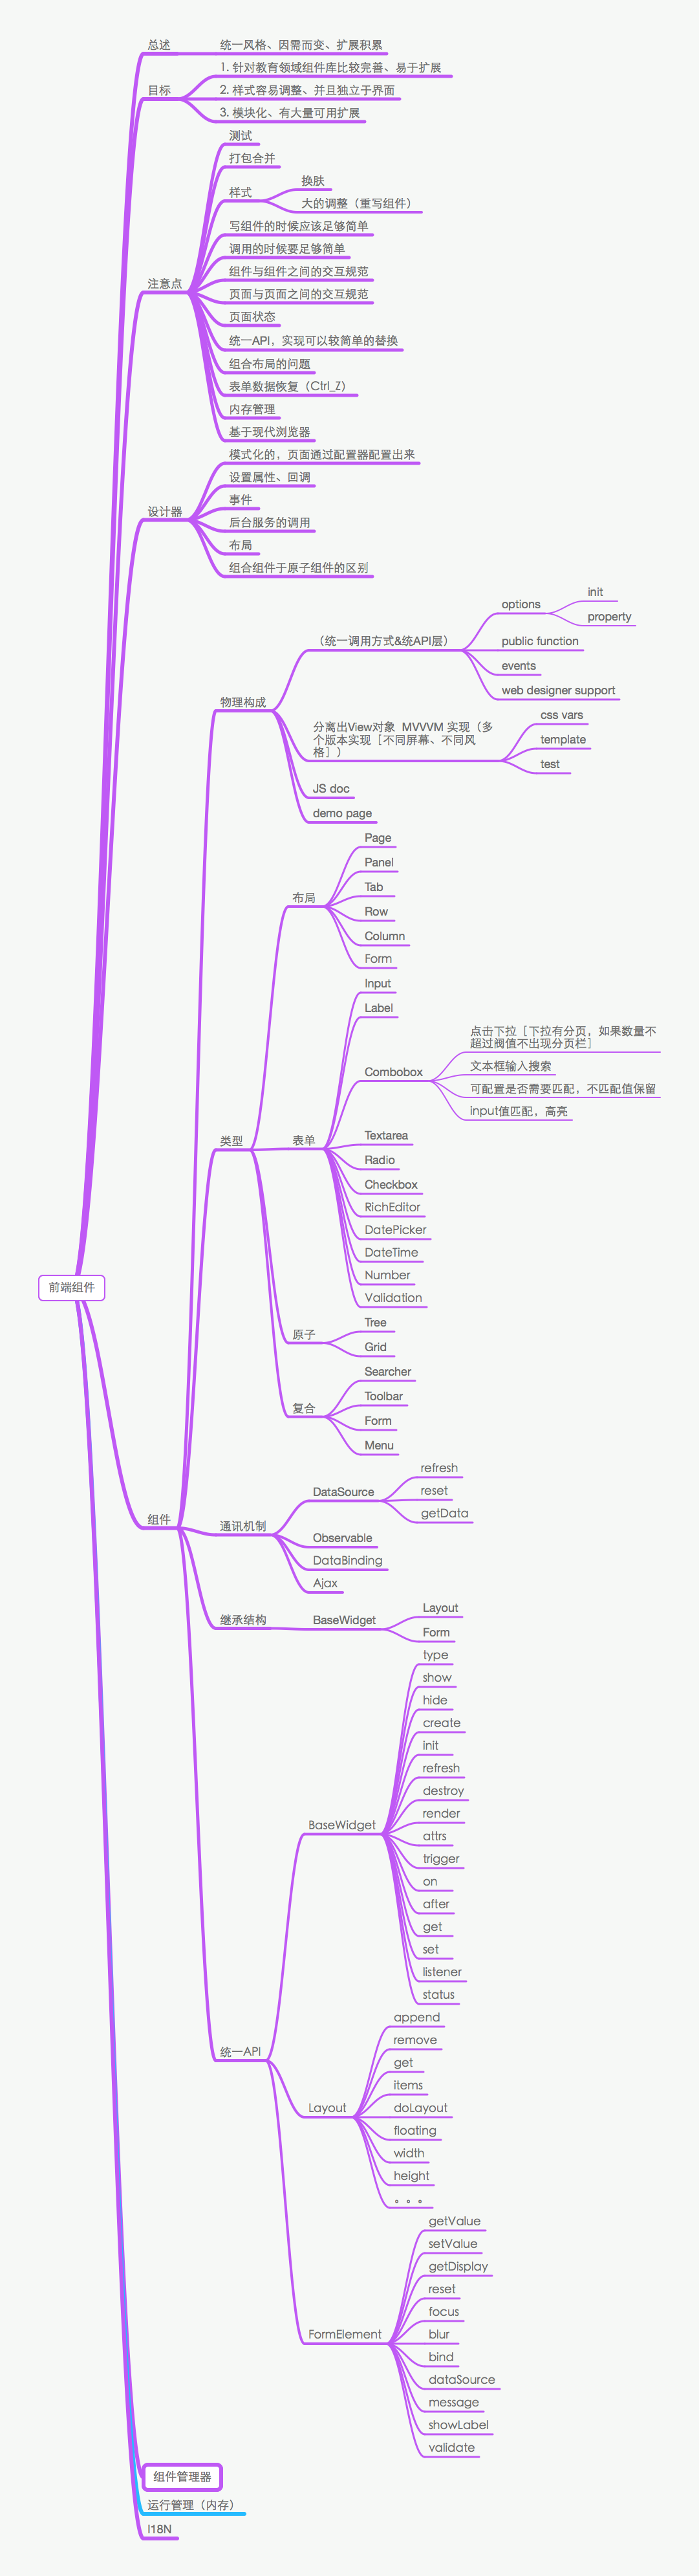 总述
统一风格、因需而变、扩展积累
目标
1. 针对教育领域组件库比较完善、易于扩展
2. 样式容易调整、并且独立于界面
3. 模块化、有大量可用扩展
注意点
测试
打包合并
样式
换肤
大的调整（重写组件）
写组件的时候应该足够简单
调用的时候要足够简单
组件与组件之间的交互规范
页面与页面之间的交互规范
页面状态
统一API，实现可以较简单的替换
组合布局的问题
表单数据恢复（Ctrl_Z）
内存管理
基于现代浏览器
设计器
模式化的，页面通过配置器配置出来
设置属性、回调
事件
后台服务的调用
布局
组合组件于原子组件的区别
前端组件
组件
物理构成
（统一调用方式&统API层）
options
init
property
public function
events
web designer support
分离出View对象 MVVVM 实现（多
个版本实现［不同屏幕、不同风
格］）
css vars
template
test
JS doc
demo page
类型
布局
Page
Panel
Tab
Row
Column
Form
表单
Input
Label
Combobox
点击下拉［下拉有分页，如果数量不
超过阀值不出现分页栏］
文本框输入搜索
可配置是否需要匹配，不匹配值保留
input值匹配，高亮
Textarea
Radio
Checkbox
RichEditor
DatePicker
DateTime
Number
Validation
原子
Tree
Grid
复合
Searcher
Toolbar
Form
Menu
通讯机制
DataSource
refresh
reset
getData
Observable
DataBinding
Ajax
继承结构
BaseWidget
Layout
Form
统一API
BaseWidget
type
show
hide
create
init
refresh
destroy
render
attrs
trigger
on
after
get
set
listener
status
Layout
append
remove
get
items
doLayout
floating
width
height
。。。
FormElement
getValue
setValue
getDisplay
reset
focus
blur
bind
dataSource
message
showLabel
validate
组件管理器
运行管理（内存）
I18N